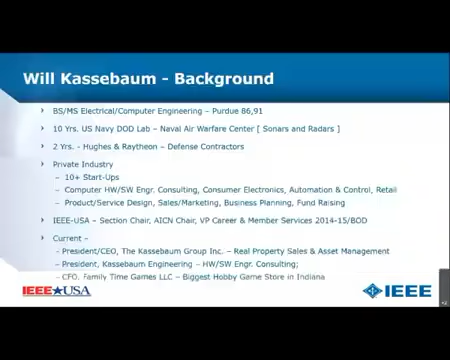 Will Kassebaum - Background
BS/MS Electrical/Computer Engineering – Purdue 86,91
10 Yrs. US Navy DOD Lab – Naval Air Warfare Center [ Sonars and Radars ]
2 Yrs. - Hughes & Raytheon – Defense Contractors
Private Industry
– 10+ Start-Ups
– Computer HW/SW Engr. Consulting, Consumer Electronics, Automation & Control, Retail
– Product/Service Design, Sales/Marketing, Business Planning, Fund Raising
IEEE-USA – Section Chair, AICN Chair, VP Career & Member Services 2014-15/BOD
Current –
– President/CEO, The Kassebaum Group Inc. – Real Property Sales & Asset Management
– President, Kassebaum Engineering – HW/SW Engr. Consulting;
– CFO, Family Time Games LLC – Biggest Hobby Game Store in Indiana
IEEE★USA
IEEE